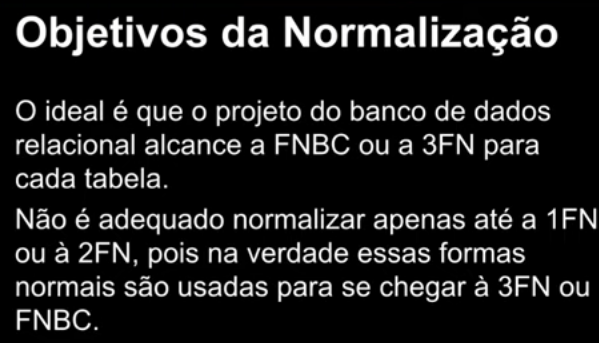 Objetivos da Normalização
O ideal é que o projeto do banco de dados
relacional alcance a FNBC ou a 3FN para
cada tabela.
Não é adequado normalizar apenas até a 1FN
ou à 2FN, pois na verdade essas formas
normais são usadas para se chegar à 3FN ou
FNBC.